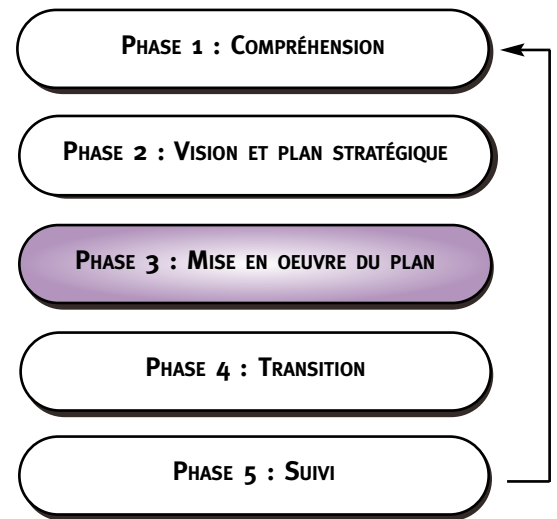 Phase 1 : Compréhension
Phase 2 : Vision et plan stratégique
Phase 3 : Mise en oeuvre du plan
Phase 4 : Transition
Phase 5 : Suivi